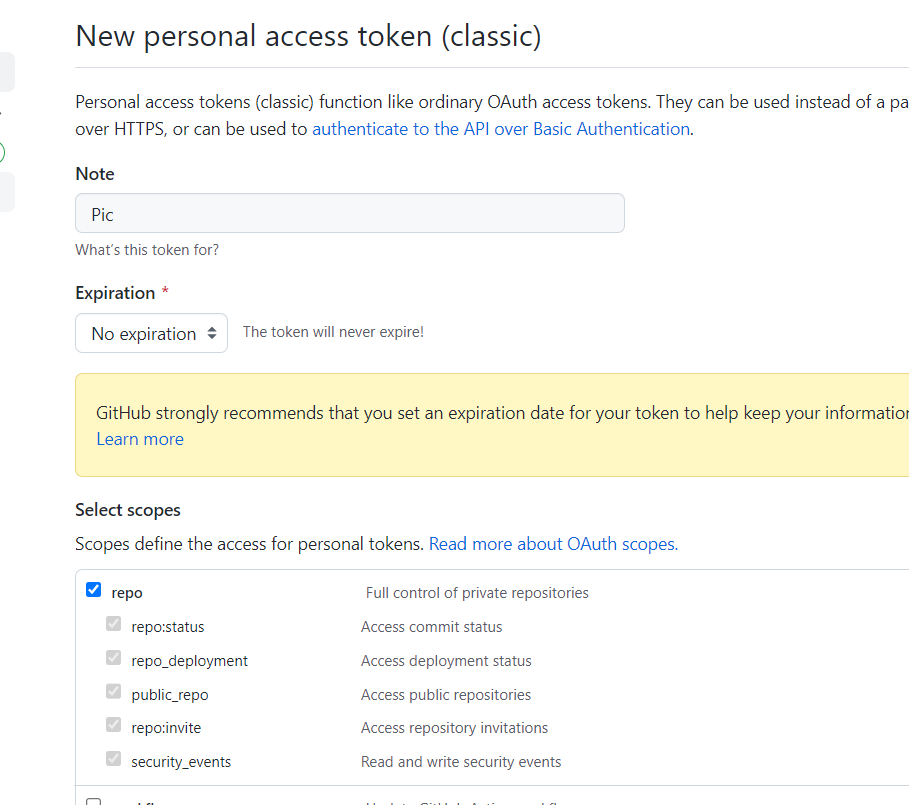 New personal access token (classic)
Personal access tokens (classic) function like ordinary OAuth access tokens. They can be used instead of a pa
over HTTPS, or can be used to authenticate to the API over Basic Authentication.
Note
Pic
What's this token for?
Expiration *
No expiration The token will never expire!
GitHub strongly recommends that you set an expiration date for your token to help keep your information
Learn more
Select scopes
Scopes define the access for personal tokens. Read more about OAuth scopes.
repo Full control of private repositories
repo:status Access commit status
repo_deployment Access deployment status
public_repo Access public repositories
repo:invite Access repository invitations
security_events Read and write security events